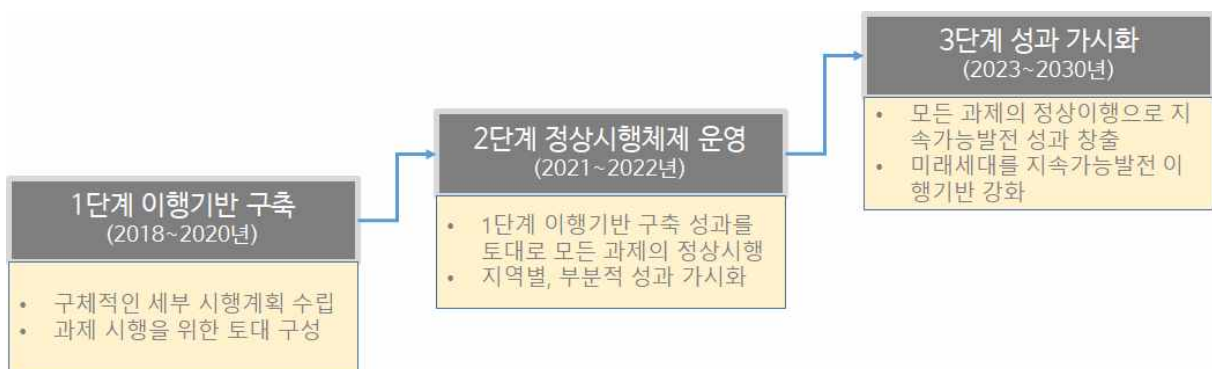 1단계 이행기반 구축
(2018~2020년)
• 구체적인 세부 시행계획 수립
• 과제 시행을 위한 토대 구성
2단계 정상시행체제 운영
(2021~2022년)
• 1단계 이행기반 구축 성과를
토대로 모든 과제의 정상시행
• 지역별, 부분적 성과 가시화
3단계 성과 가시화
(2023~2030년)
• 모든 과제의 정상이행으로 지
속가능발전 성과 창출
• 미래세대를 지속가능발전 이
행기반 강화